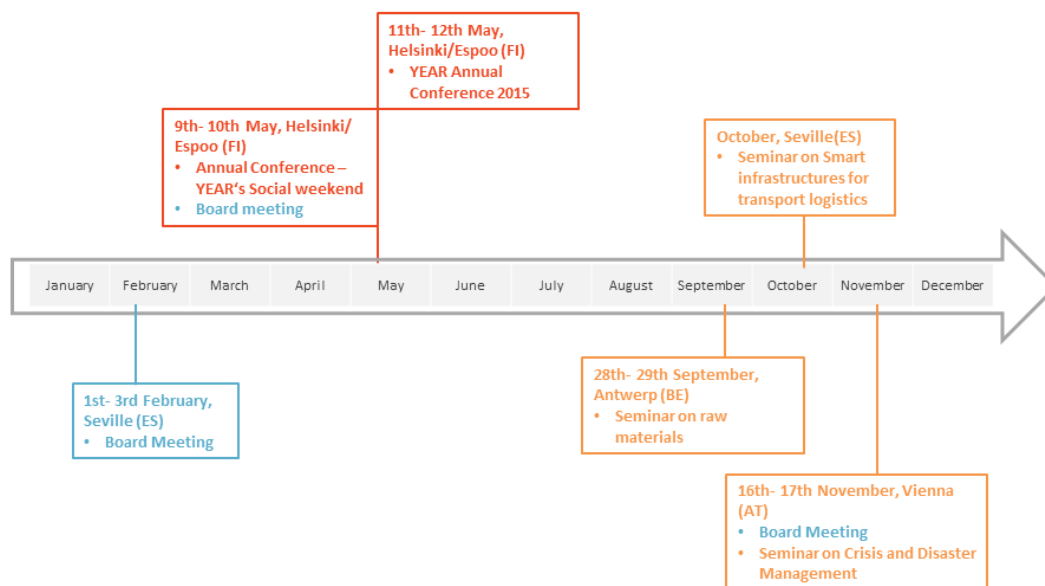 11th- 12th May,
Helsinki/Espoo (FI)
• YEAR Annual
Conference 2015
9th- 10th May, Helsinki/
Espoo (FI)
• Annual Conference –
YEAR‘s Social weekend
• Board meeting
October, Seville(ES)
• Seminar on Smart
infrastructures for
transport logistics
January February March April May June July August September October November December
1st- 3rd February,
Seville (ES)
• Board Meeting
28th- 29th September,
Antwerp (BE)
• Seminar on raw
materials
16th- 17th November, Vienna
(AT)
• Board Meeting
• Seminar on Crisis and Disaster
Management